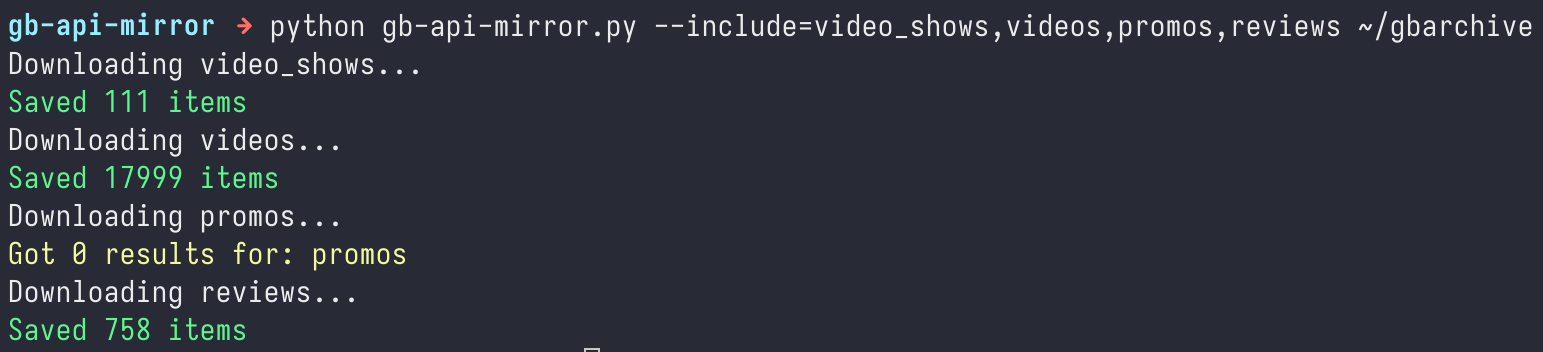 gb-api-mirror → python gb-api-mirror.py --include=video_shows,videos,promos,reviews ~/gbarchive
Downloading video_shows...
Saved 111 items
Downloading videos...
Saved 17999 items
Downloading promos...
Got 0 results for: promos
Downloading reviews...
Saved 758 items